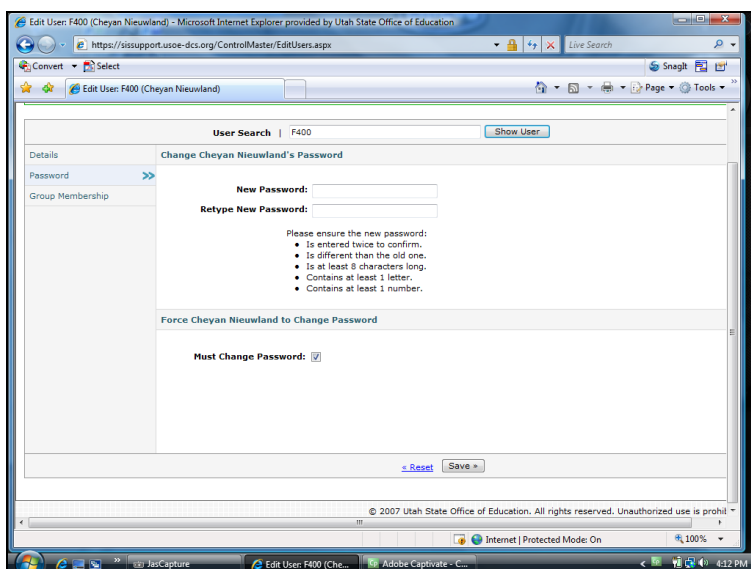 Edit User: F400 (Cheyan Nieuwland) - Microsoft Internet Explorer provided by Utah State Office of Education
https://sissupport.usoe-dcs.org/ControlMaster/EditUsers.aspx
Live Search
Convert Select
SnagIt
Edit User: F400 (Cheyan Nieuwland)
Page Tools
User Search | F400 Show User
Details
Password
Group Membership
Change Cheyan Nieuwland's Password
New Password:
Retype New Password:
Please ensure the new password:
• Is entered twice to confirm.
• Is different than the old one.
• Is at least 8 characters long.
• Contains at least 1 letter.
• Contains at least 1 number.
Force Cheyan Nieuwland to Change Password
Must Change Password:
« Reset Save »
© 2007 Utah State Office of Education. All rights reserved. Unauthorized use is prohil
Internet | Protected Mode: On 100%
JasCapture Edit User: F400 (Che... Adobe Captivate - C... 4:12 PM